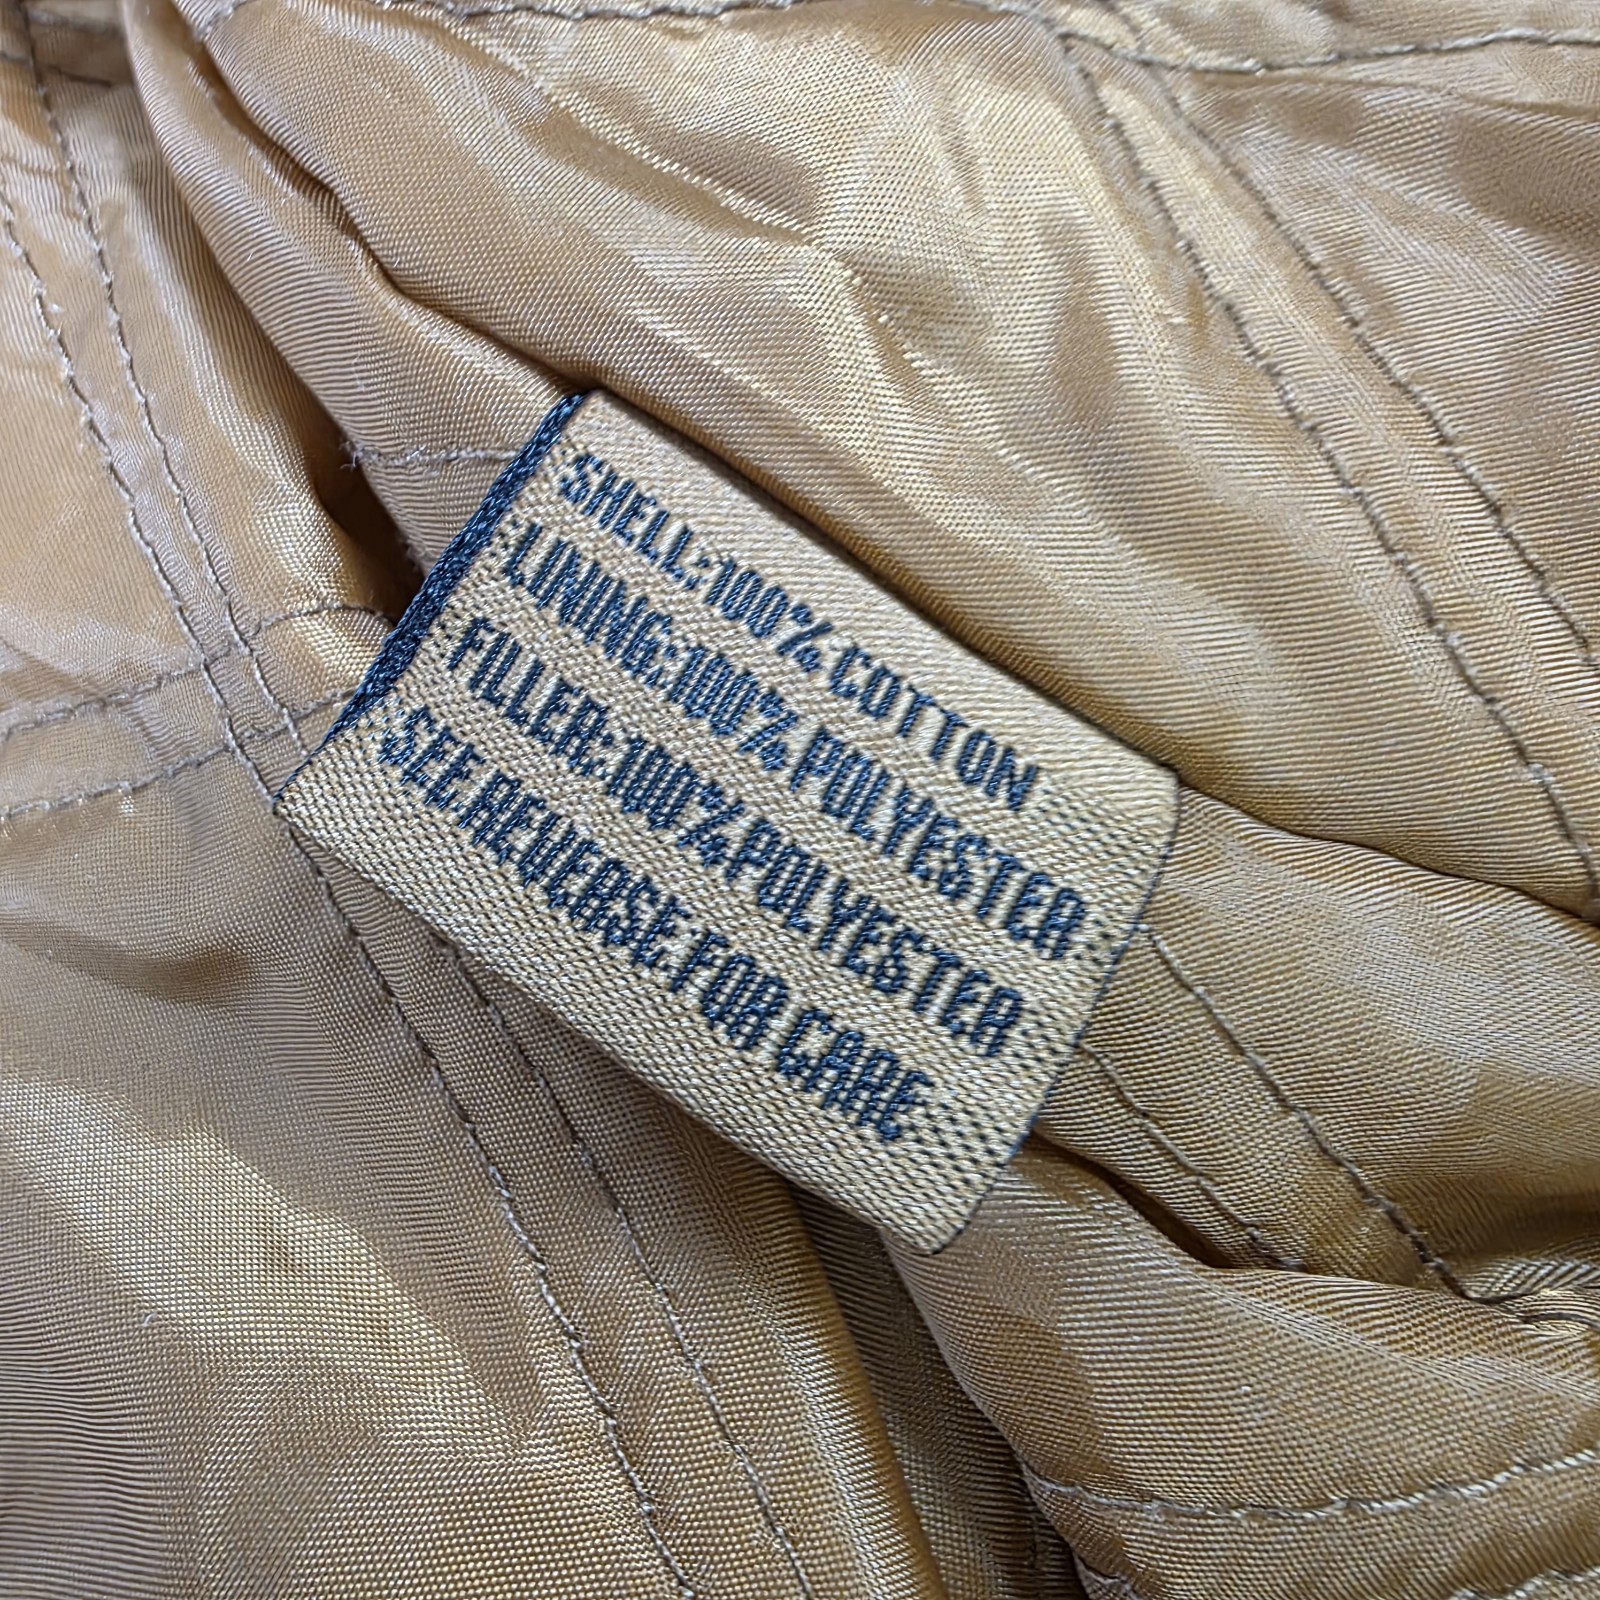 SHELL:100% COTTON
LINING:100% POLYESTER
FILLER:100% POLYESTER
SEE REVERSE FOR CARE